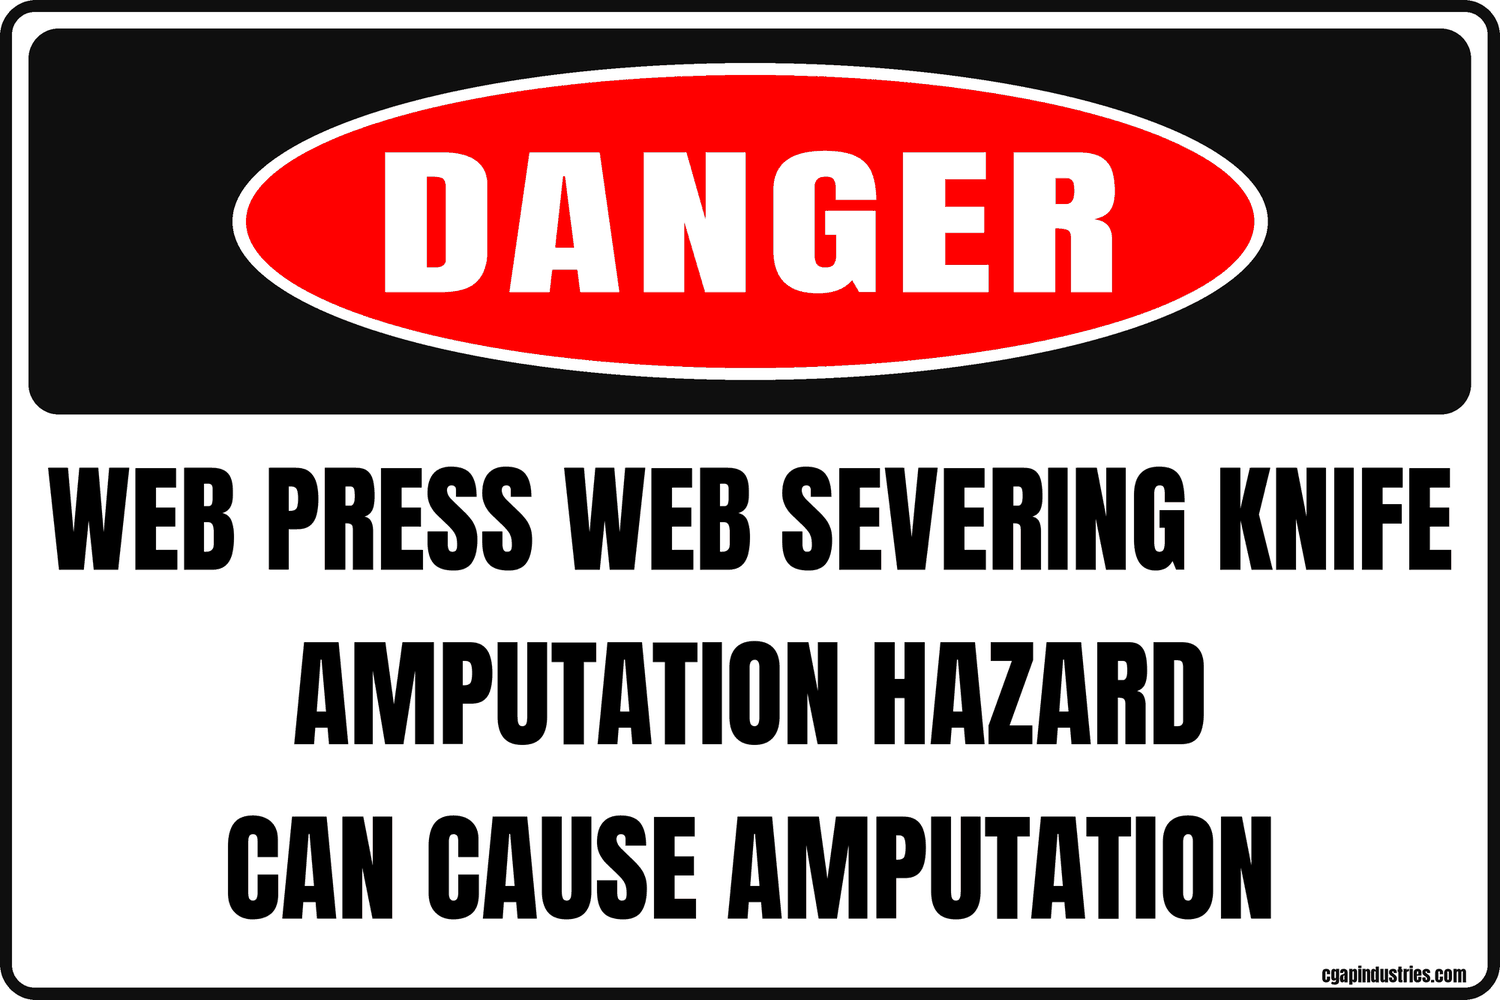 DANGER
WEB PRESS WEB SEVERING KNIFE
AMPUTATION HAZARD
CAN CAUSE AMPUTATION
cgapindustries.com